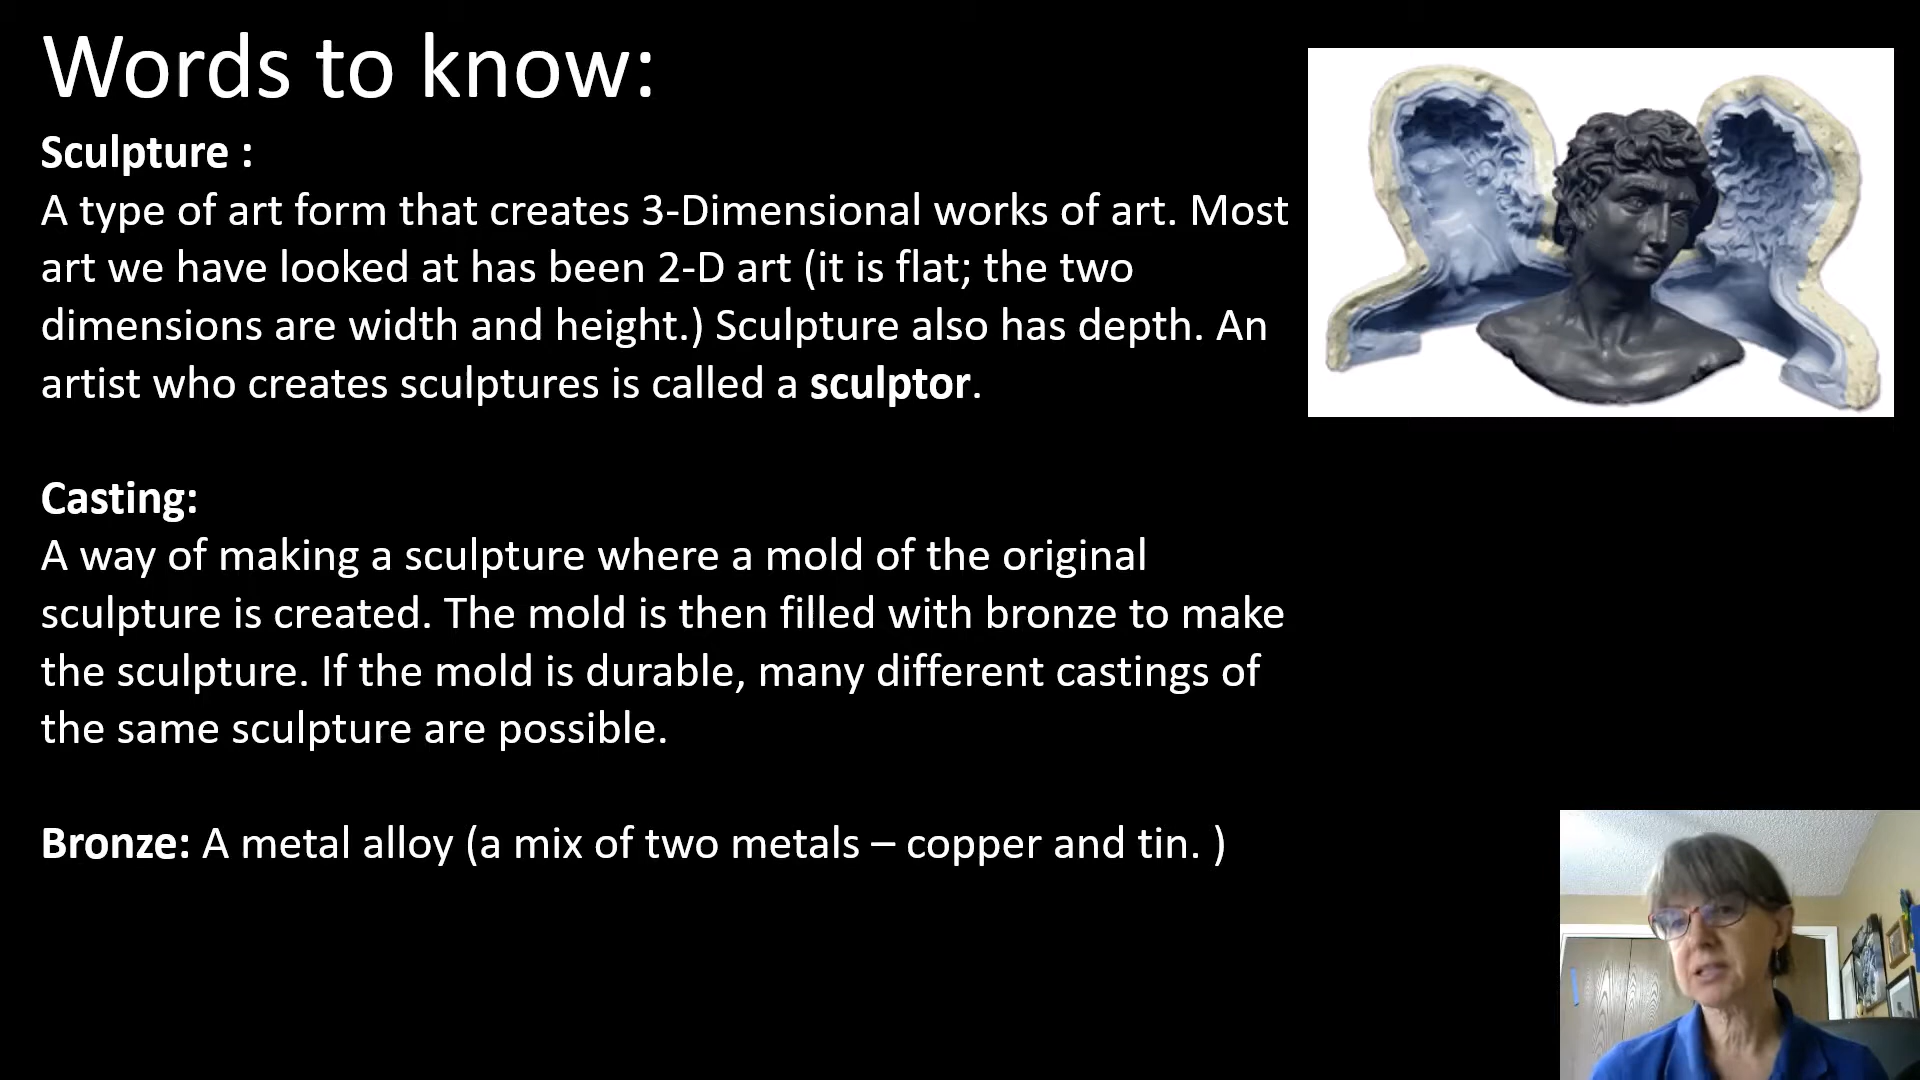 Words to know:
Sculpture :
A type of art form that creates 3-Dimensional works of art. Most
art we have looked at has been 2-D art (it is flat; the two
dimensions are width and height.) Sculpture also has depth. An
artist who creates sculptures is called a sculptor.
Casting:
A way of making a sculpture where a mold of the original
sculpture is created. The mold is then filled with bronze to make
the sculpture. If the mold is durable, many different castings of
the same sculpture are possible.
Bronze: A metal alloy (a mix of two metals – copper and tin. )